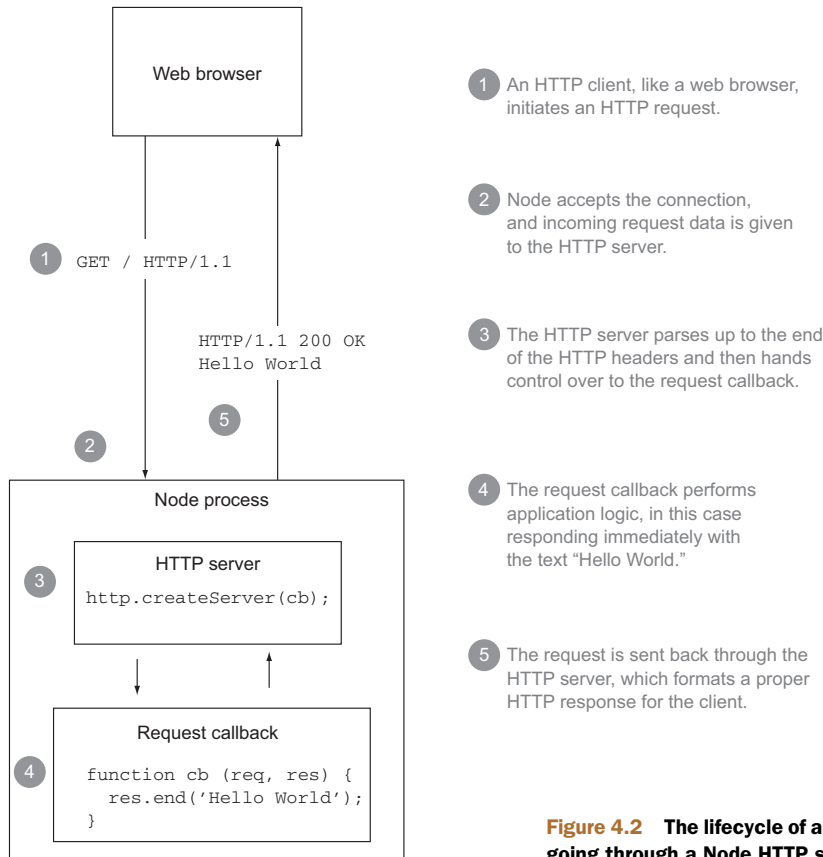 Web browser
1 GET / HTTP/1.1
HTTP/1.1 200 OK
Hello World
5
2
Node process
HTTP server
3
http.createServer(cb);
Request callback
4
function cb (req, res) {
res.end('Hello World');
}
1 An HTTP client, like a web browser,
initiates an HTTP request.
2 Node accepts the connection,
and incoming request data is given
to the HTTP server.
3 The HTTP server parses up to the end
of the HTTP headers and then hands
control over to the request callback.
4 The request callback performs
application logic, in this case
responding immediately with
the text “Hello World.”
5 The request is sent back through the
HTTP server, which formats a proper
HTTP response for the client.
Figure 4.2 The lifecycle of a
going through a Node HTTP s